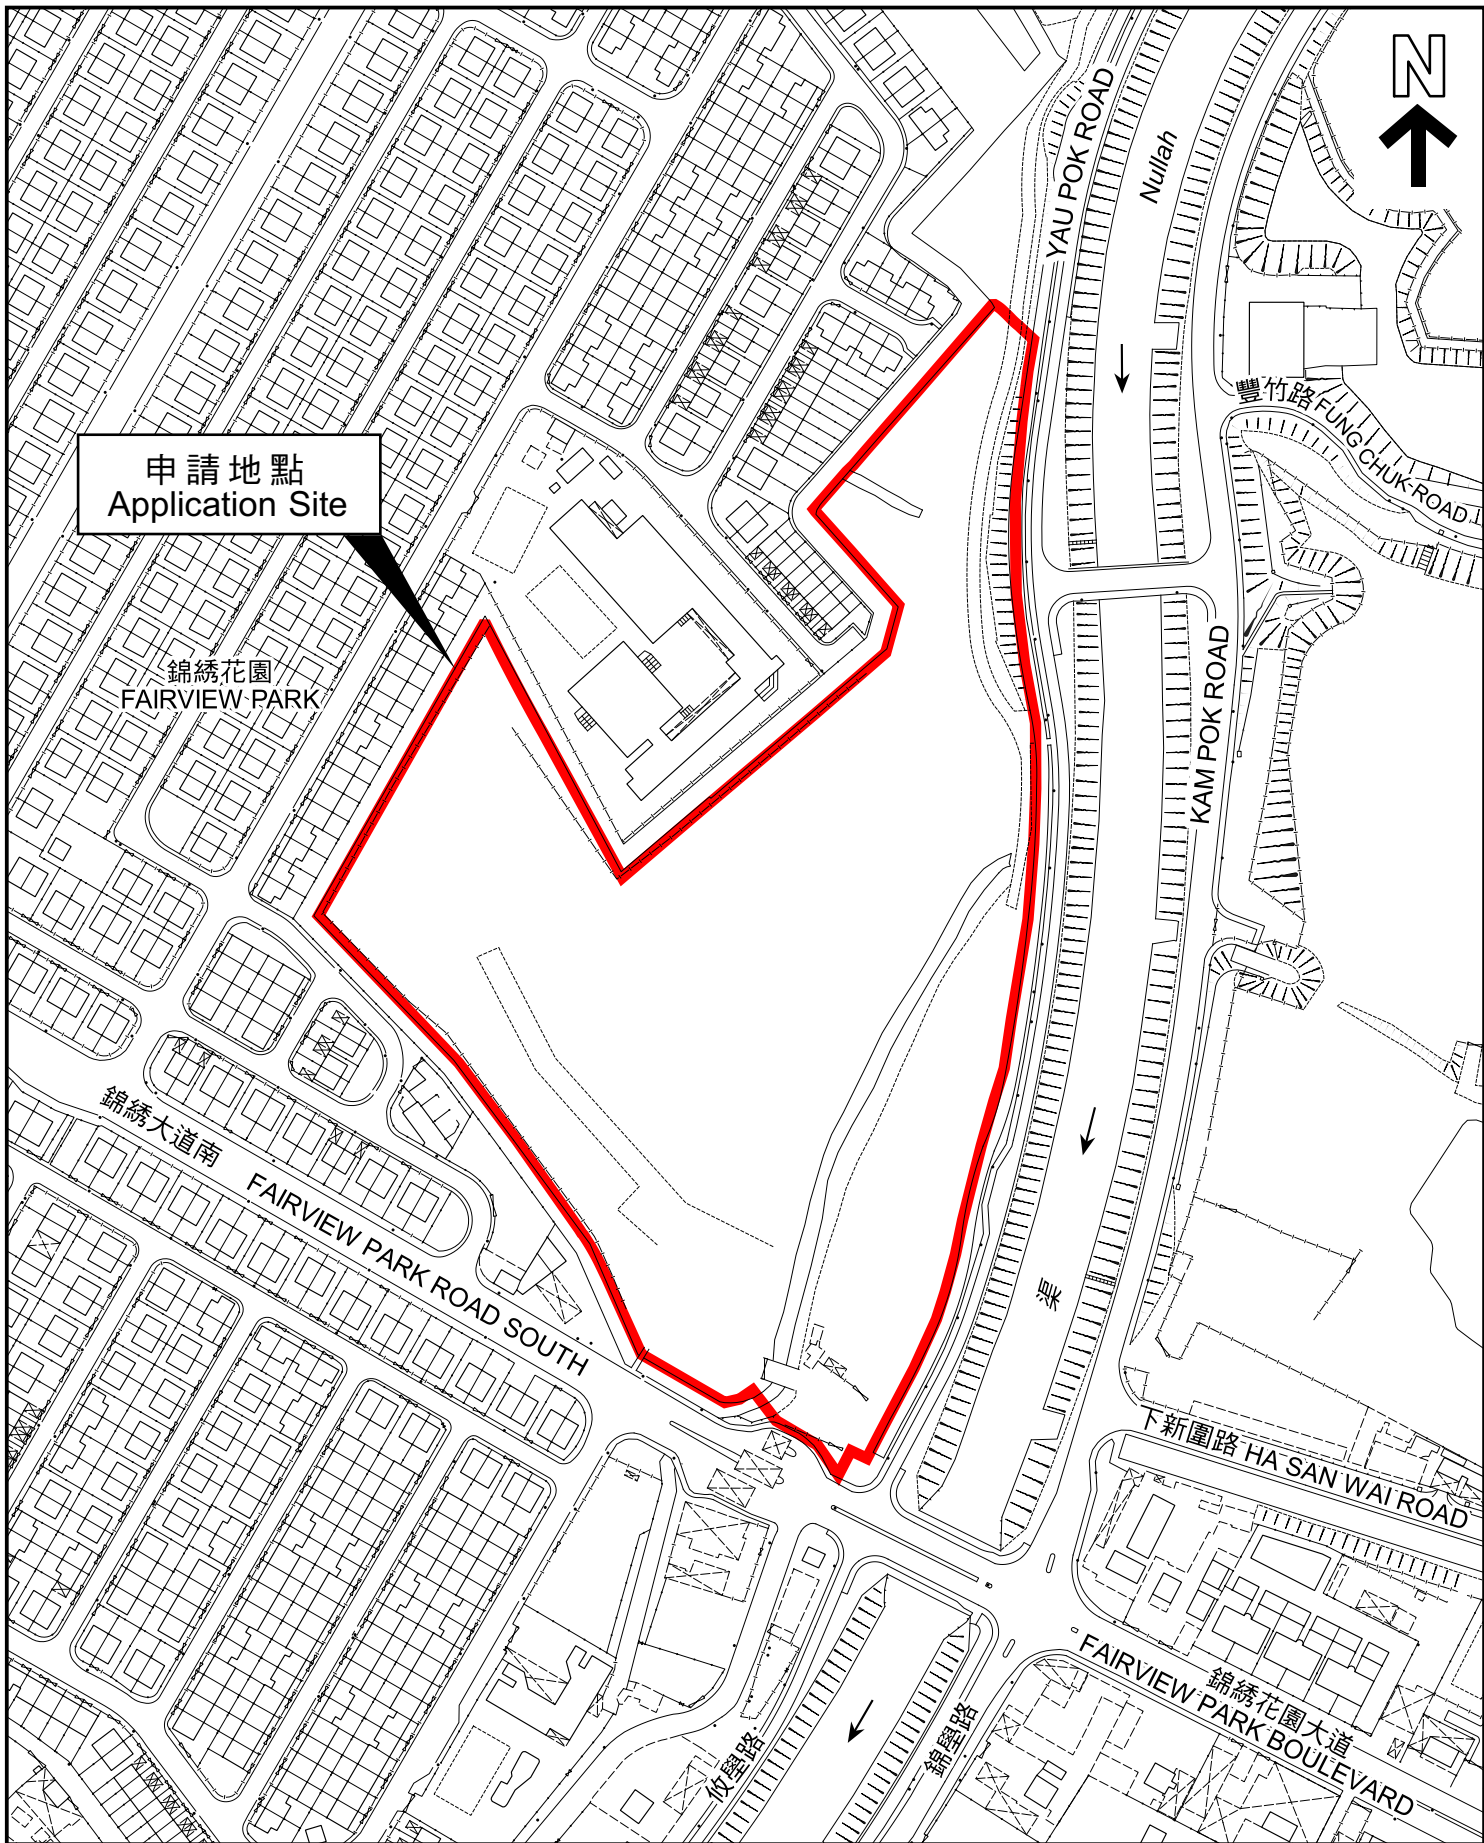 N
YAU POK ROAD
Nullah
豐竹路 FUNG CHUK ROAD
申請地點
Application Site
錦綉花園
FAIRVIEW PARK
KAM POK ROAD
錦綉大道南 FAIRVIEW PARK ROAD SOUTH
渠
下新圍路 HA SAN WAI ROAD
錦綉花園大道
FAIRVIEW PARK BOULEVARD
攸壆路
錦壆路